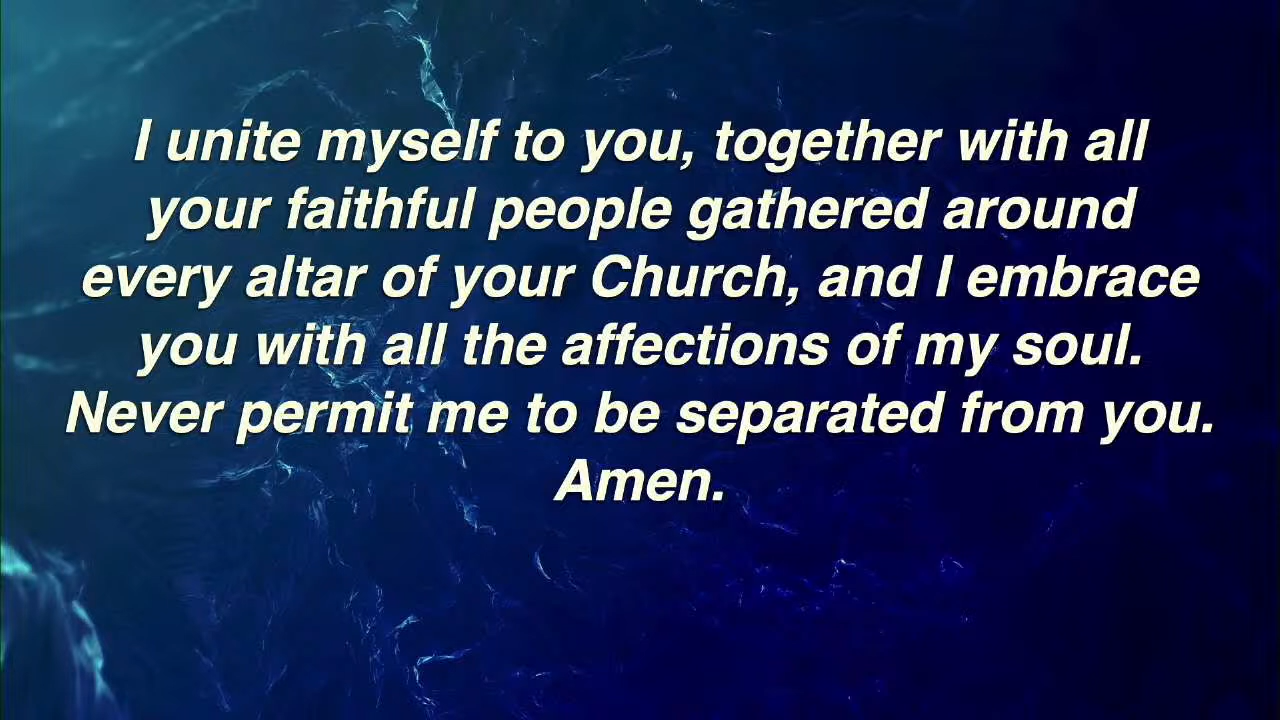 I unite myself to you, together with all
your faithful people gathered around
every altar of your Church, and I embrace
you with all the affections of my soul.
Never permit me to be separated from you.
Amen.